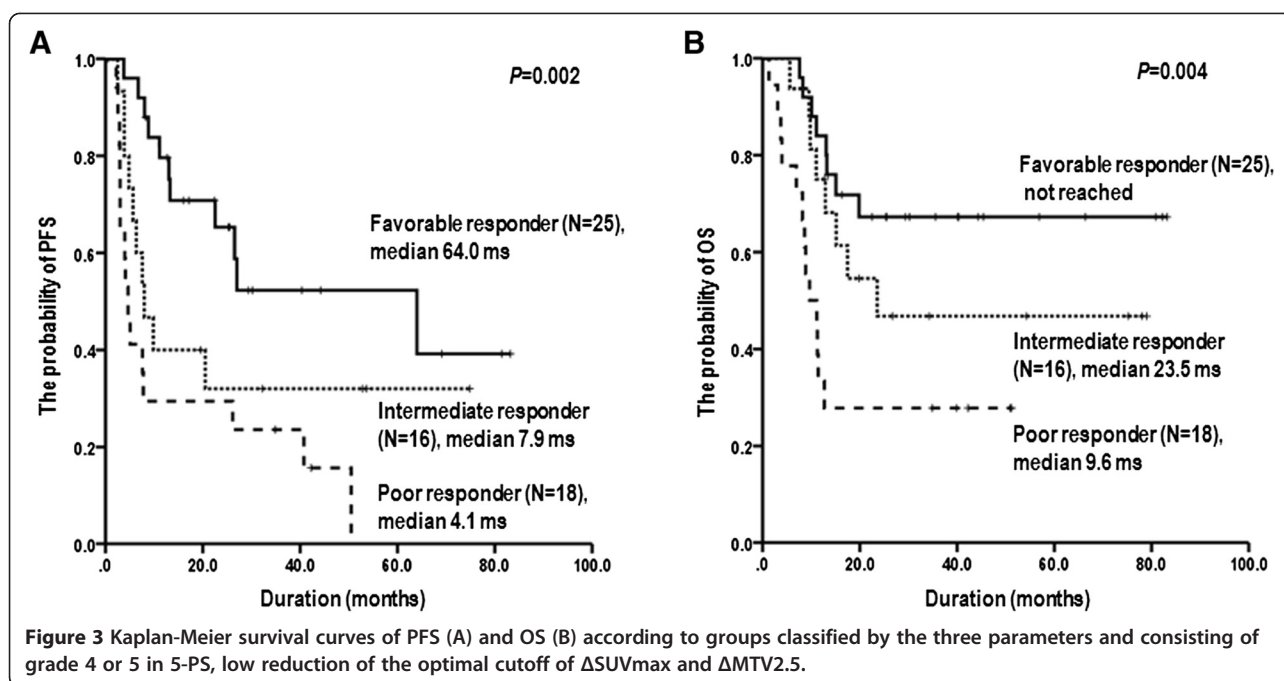 A
B
P=0.002
P=0.004
The probability of PFS
1.0
0.8
0.6
0.4
0.2
0.0
Favorable responder (N=25),
median 64.0 ms
Intermediate responder
(N=16), median 7.9 ms
Poor responder (N=18),
median 4.1 ms
.0 20.0 40.0 60.0 80.0 100.0
Duration (months)
The probability of OS
1.0
0.8
0.6
0.4
0.2
0.0
Favorable responder (N=25),
not reached
Intermediate responder
(N=16), median 23.5 ms
Poor responder (N=18),
median 9.6 ms
.0 20.0 40.0 60.0 80.0 100.0
Duration (months)
Figure 3 Kaplan-Meier survival curves of PFS (A) and OS (B) according to groups classified by the three parameters and consisting of
grade 4 or 5 in 5-PS, low reduction of the optimal cutoff of ΔSUVmax and ΔMTV2.5.